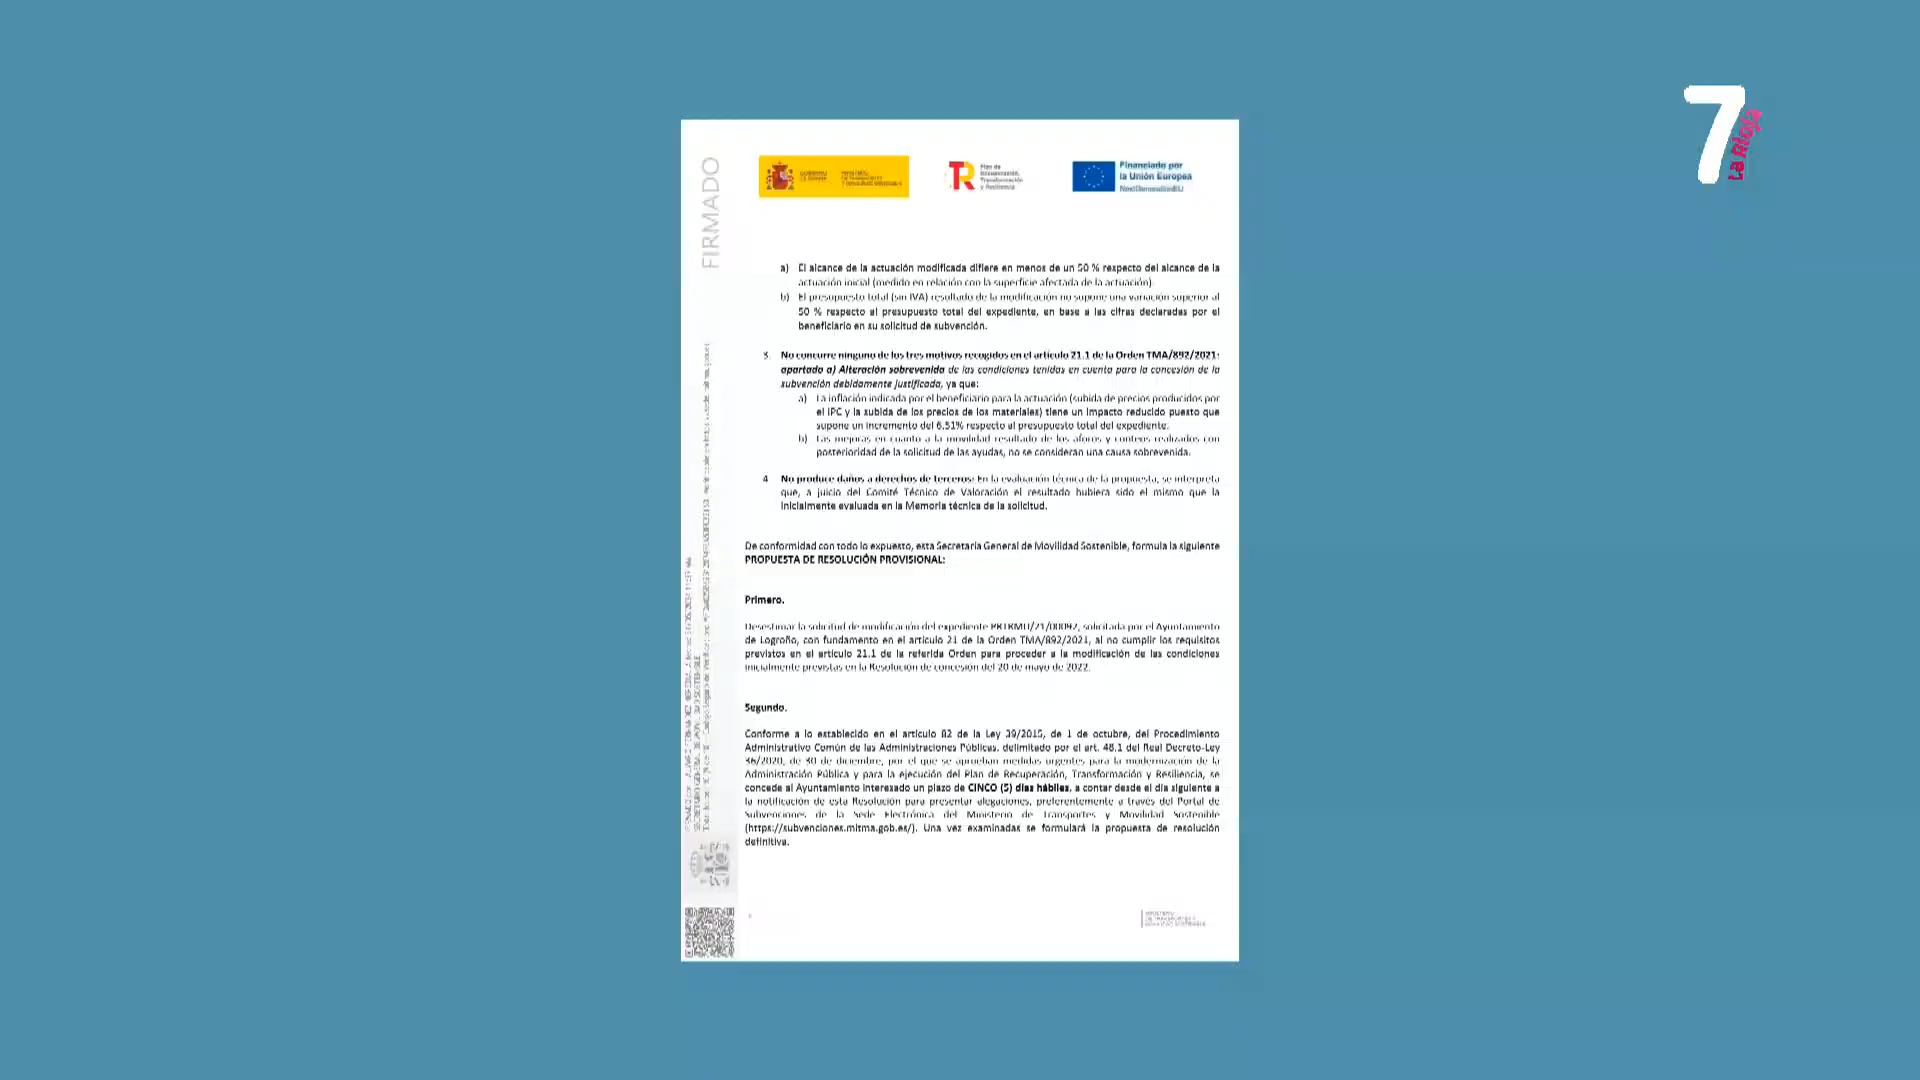 7
La Rioja
FIRMADO
GOBIERNO
DE ESPAÑA
MINISTERIO
DE TRANSPORTES
Y MOVILIDAD SOSTENIBLE
Plan de
Recuperación,
Transformación
y Resiliencia
Financiado por
la Unión Europea
NextGenerationEU
a) El alcance de la actuación modificada difiere en menos de un 50 % respecto del alcance de la
actuación inicial (medido en relación con la superficie afectada de la actuación).
b) El presupuesto total (sin IVA) resultado de la modificación no supone una variación superior al
50 % respecto al presupuesto total del expediente, en base a las cifras declaradas por el
beneficiario en su solicitud de subvención.
3. No concurre ninguno de los tres motivos recogidos en el artículo 21.1 de la Orden TMA/892/2021:
apartado a) Alteración sobrevenida de las condiciones tenidas en cuenta para la concesión de la
subvención debidamente justificada, ya que:
a) La inflación indicada por el beneficiario para la actuación (subida de precios producidos por
el IPC y la subida de los precios de los materiales) tiene un impacto reducido puesto que
supone un incremento del 6.51% respecto al presupuesto total del expediente.
b) Las mejoras en cuanto a la movilidad resultado de los aforos y conteos realizados con
posterioridad de la solicitud de las ayudas, no se consideran una causa sobrevenida.
4. No produce daños a derechos de terceros: En la evaluación técnica de la propuesta, se interpreta
que, a juicio del Comité Técnico de Valoración el resultado hubiera sido el mismo que la
inicialmente evaluada en la Memoria técnica de la solicitud.
De conformidad con todo lo expuesto, esta Secretaría General de Movilidad Sostenible, formula la siguiente
PROPUESTA DE RESOLUCIÓN PROVISIONAL:
Primero.
Desestimar la solicitud de modificación del expediente PRTRMU/21/00092, solicitada por el Ayuntamiento
de Logroño, con fundamento en el artículo 21 de la Orden TMA/892/2021, al no cumplir los requisitos
previstos en el artículo 21.1 de la referida Orden para proceder a la modificación de las condiciones
inicialmente previstas en la Resolución de concesión del 20 de mayo de 2022.
Segundo.
Conforme a lo establecido en el artículo 82 de la Ley 39/2015, de 1 de octubre, del Procedimiento
Administrativo Común de las Administraciones Públicas, delimitado por el art. 48.1 del Real Decreto-Ley
36/2020, de 30 de diciembre, por el que se aprueban medidas urgentes para la modernización de la
Administración Pública y para la ejecución del Plan de Recuperación, Transformación y Resiliencia, se
concede al Ayuntamiento interesado un plazo de CINCO (5) días hábiles, a contar desde el día siguiente a
la notificación de esta Resolución para presentar alegaciones, preferentemente a través del Portal de
Subvenciones de la Sede Electrónica del Ministerio de Transportes y Movilidad Sostenible
(https://subvenciones.mitma.gob.es/). Una vez examinadas se formulará la propuesta de resolución
definitiva.
MINISTERIO
DE TRANSPORTES Y
MOVILIDAD SOSTENIBLE